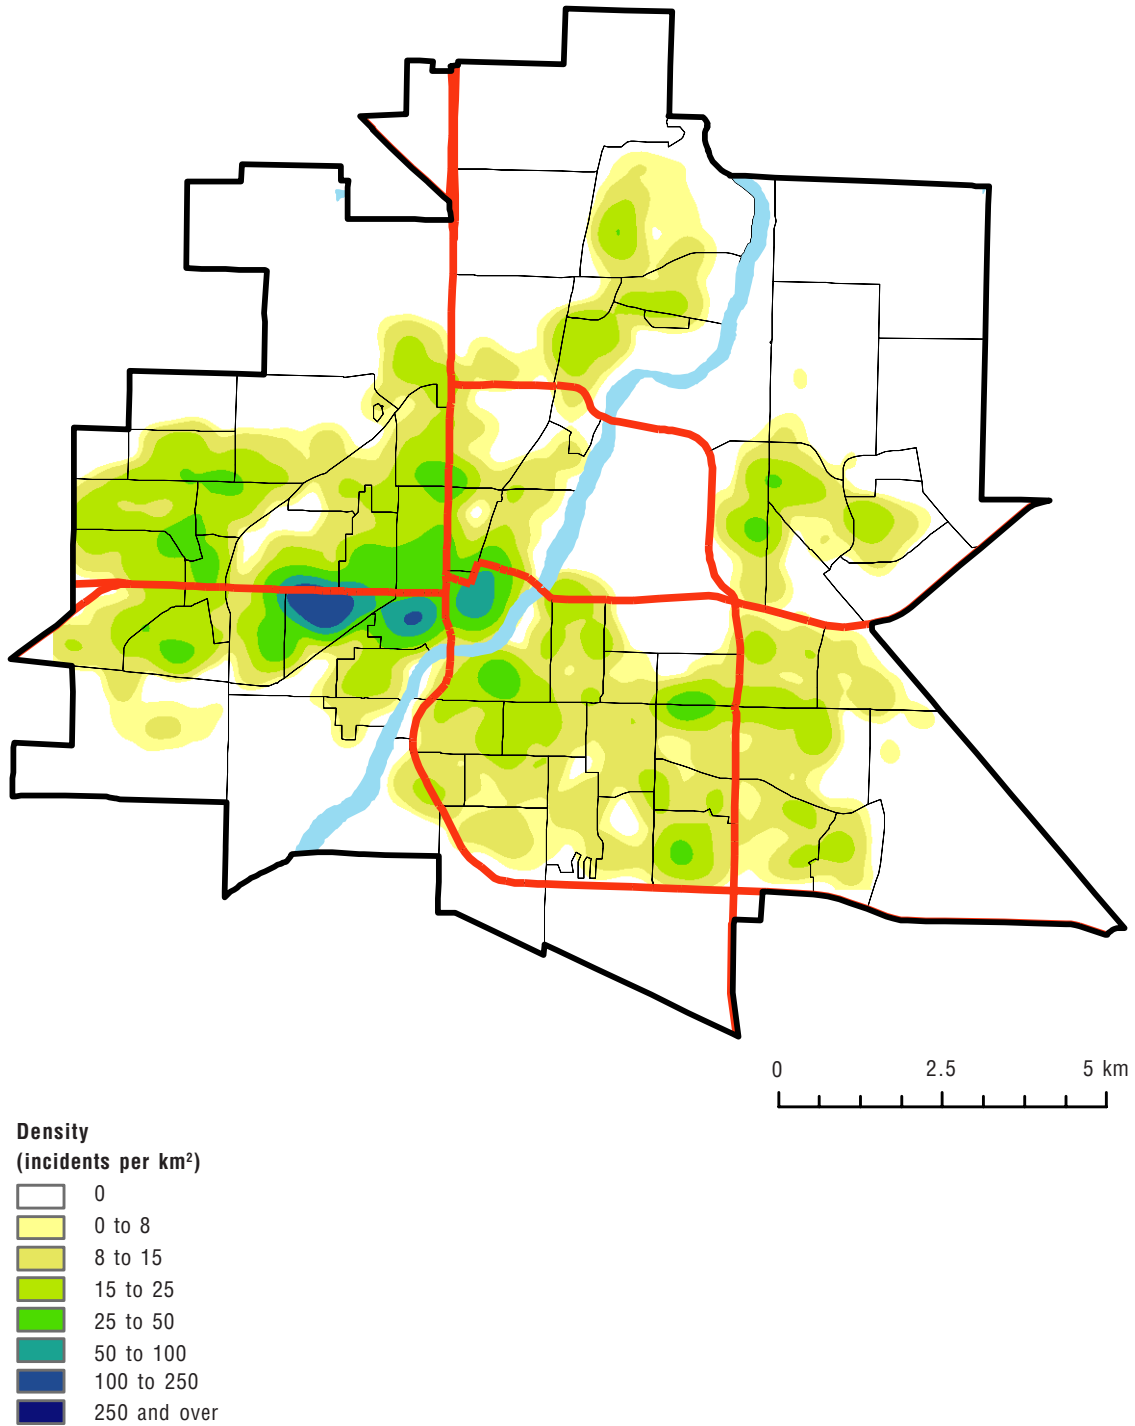 0 2.5 5 km
Density
(incidents per km²)
0
0 to 8
8 to 15
15 to 25
25 to 50
50 to 100
100 to 250
250 and over